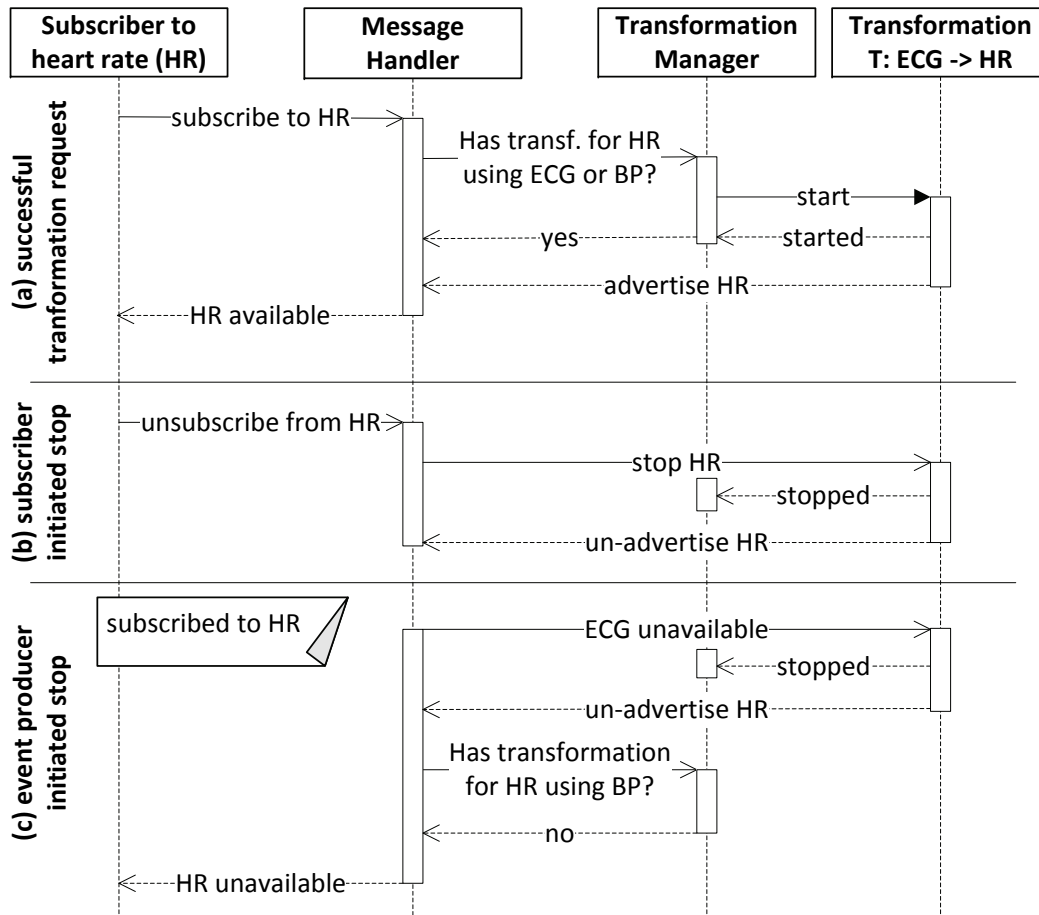 Subscriber to
heart rate (HR)
Message
Handler
Transformation
Manager
Transformation
T: ECG -> HR
(a) successful
tranformation request
subscribe to HR
Has transf. for HR
using ECG or BP?
start
yes
started
advertise HR
HR available
(b) subscriber
initiated stop
unsubscribe from HR
stop HR
stopped
un-advertise HR
(c) event producer
initiated stop
subscribed to HR
ECG unavailable
stopped
un-advertise HR
Has transformation
for HR using BP?
no
HR unavailable